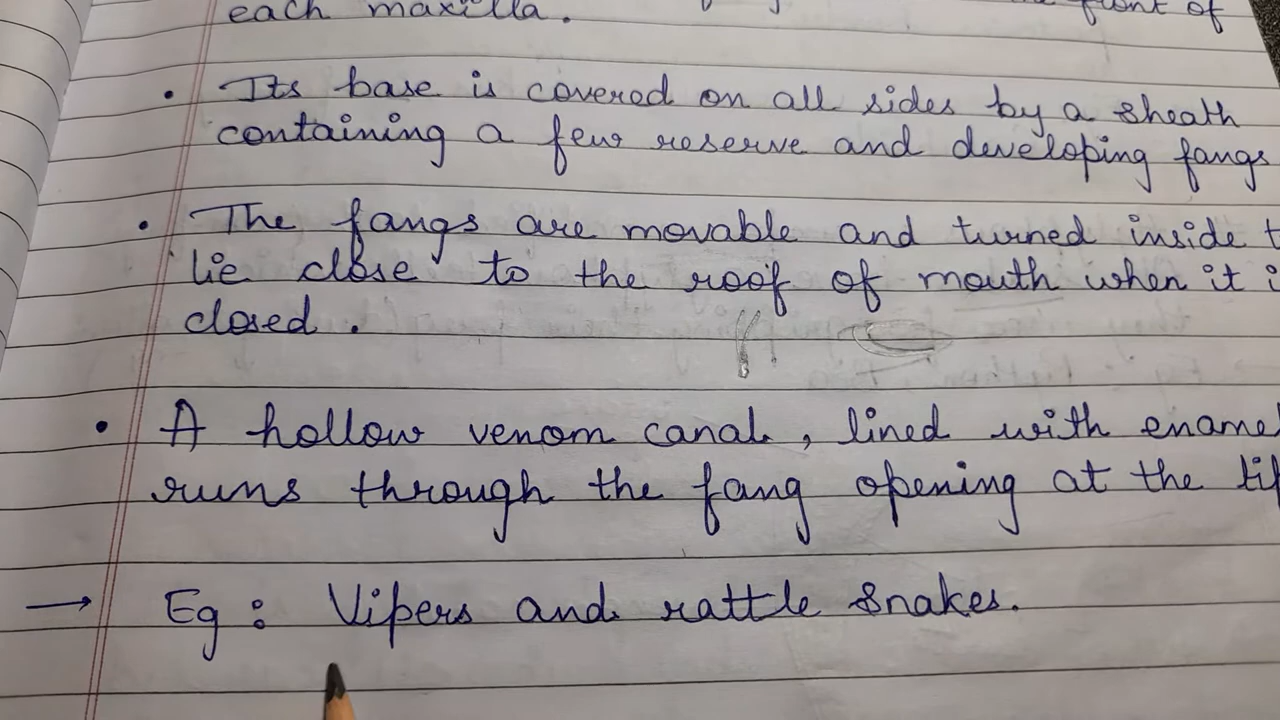 each maxilla. front of
• Its base is covered on all sides by a sheath
containing a few reserve and developing fangs
• The fangs are movable and turned inside
lie close to the roof of mouth when it
closed.
• A hollow venom canal, lined with
runs through the fang opening at the
→ Eg: Vipers and rattle snakes.